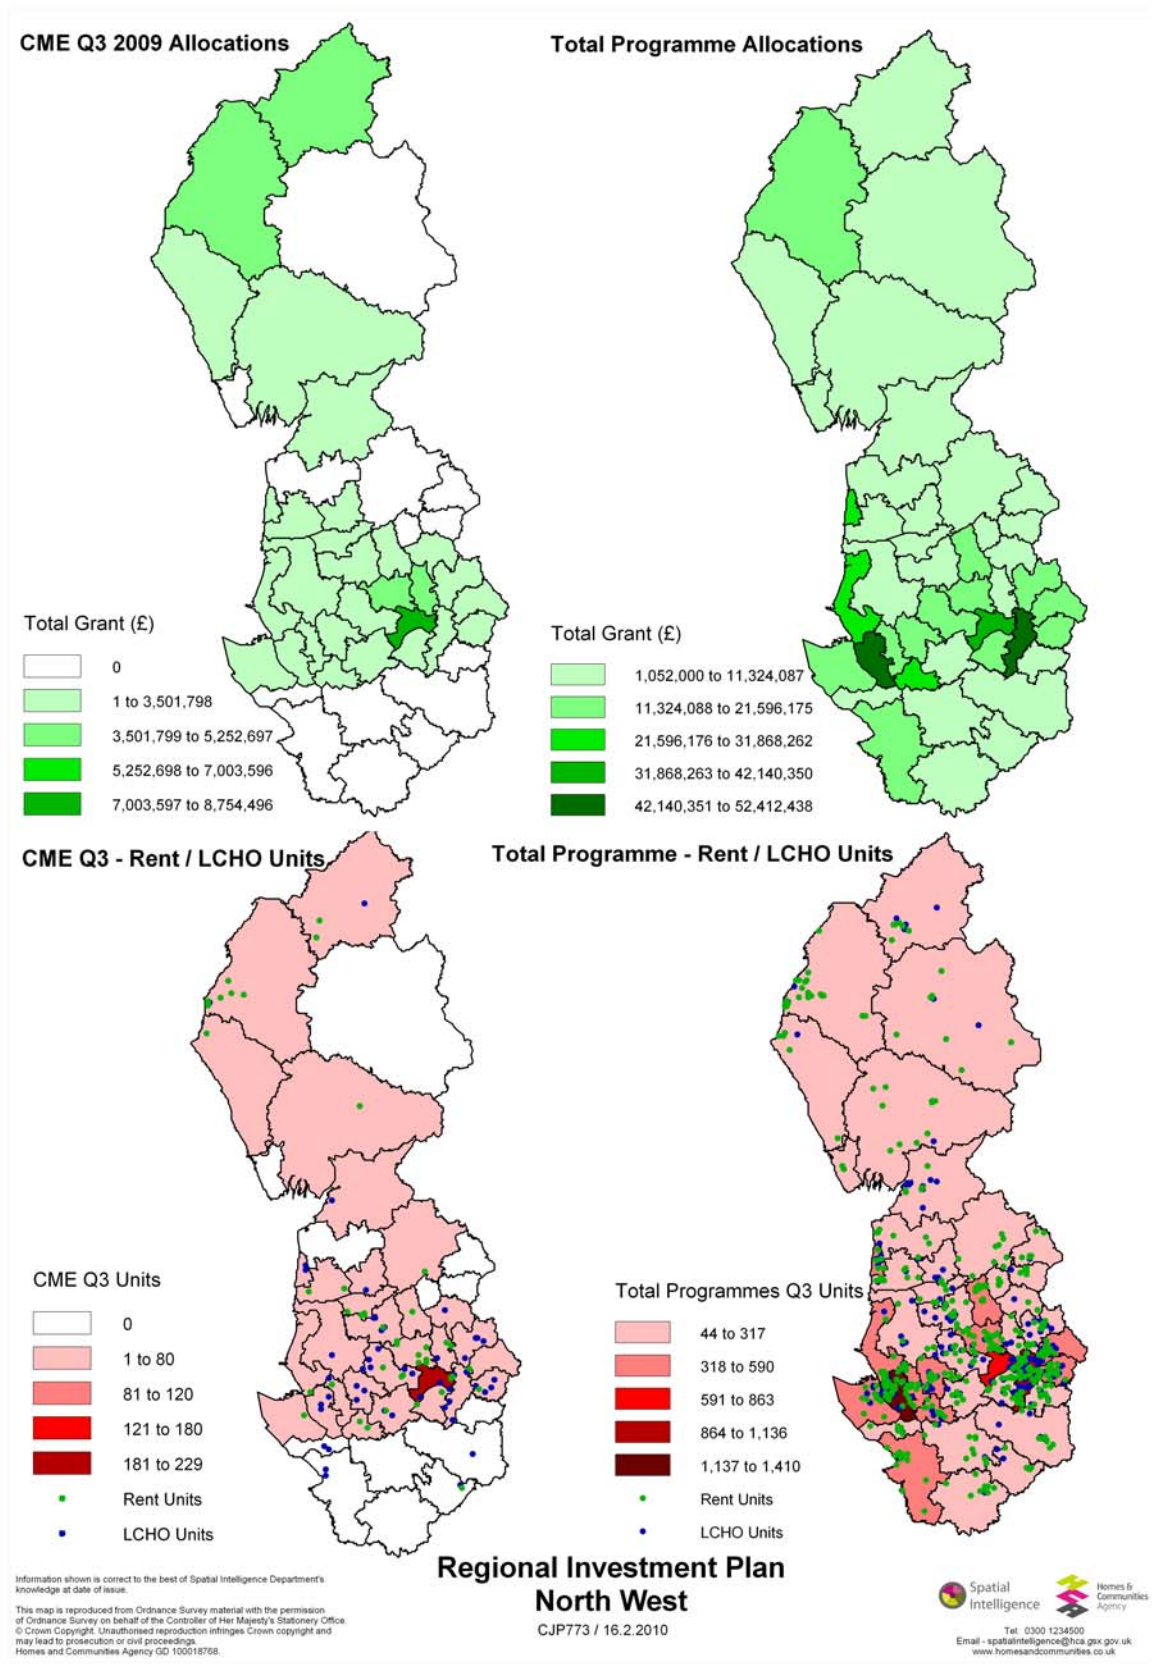 CME Q3 2009 Allocations
Total Programme Allocations
Total Grant (£)
0
1 to 3,501,798
3,501,799 to 5,252,697
5,252,698 to 7,003,596
7,003,597 to 8,754,496
Total Grant (£)
1,052,000 to 11,324,087
11,324,088 to 21,596,175
21,596,176 to 31,868,262
31,868,263 to 42,140,350
42,140,351 to 52,412,438
CME Q3 - Rent / LCHO Units
Total Programme - Rent / LCHO Units
CME Q3 Units
0
1 to 80
81 to 120
121 to 180
181 to 229
Rent Units
LCHO Units
Total Programmes Q3 Units
44 to 317
318 to 590
591 to 863
864 to 1,136
1,137 to 1,410
Rent Units
LCHO Units
Regional Investment Plan
North West
CJP773 / 16.2.2010
Information shown is correct to the best of Spatial Intelligence Department's
knowledge at date of issue.
This map is reproduced from Ordnance Survey material with the permission
of Ordnance Survey on behalf of the Controller of Her Majesty's Stationery Office.
© Crown Copyright. Unauthorised reproduction infringes Crown copyright and
may lead to prosecution or civil proceedings.
Homes and Communities Agency GD 100018768.
Spatial
Intelligence
Homes &
Communities
Agency
Tel: 0300 1234500
Email - spatialintelligence@hca.gsx.gov.uk
www.homesandcommunities.co.uk